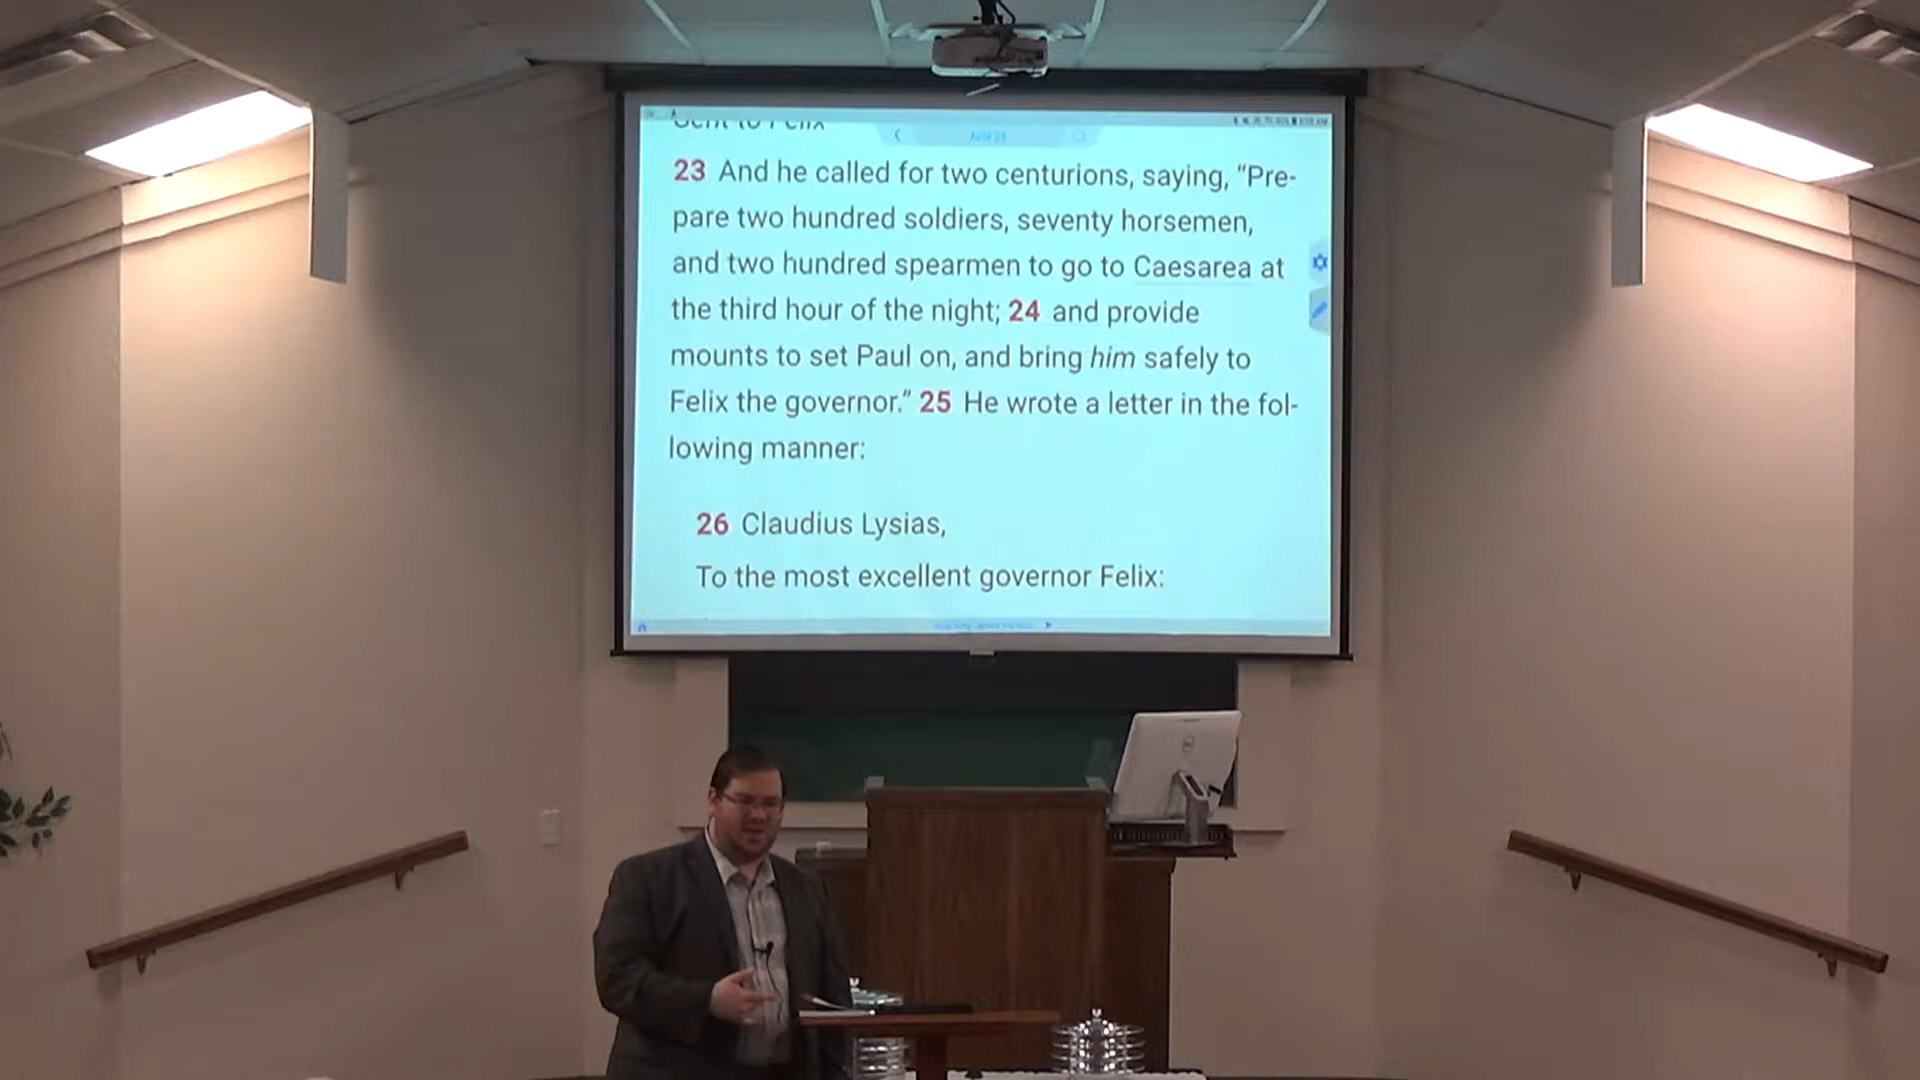 Sent to Felix
23 And he called for two centurions, saying, “Pre-
pare two hundred soldiers, seventy horsemen,
and two hundred spearmen to go to Caesarea at
the third hour of the night; 24 and provide
mounts to set Paul on, and bring him safely to
Felix the governor.” 25 He wrote a letter in the fol-
lowing manner:
26 Claudius Lysias,
To the most excellent governor Felix: